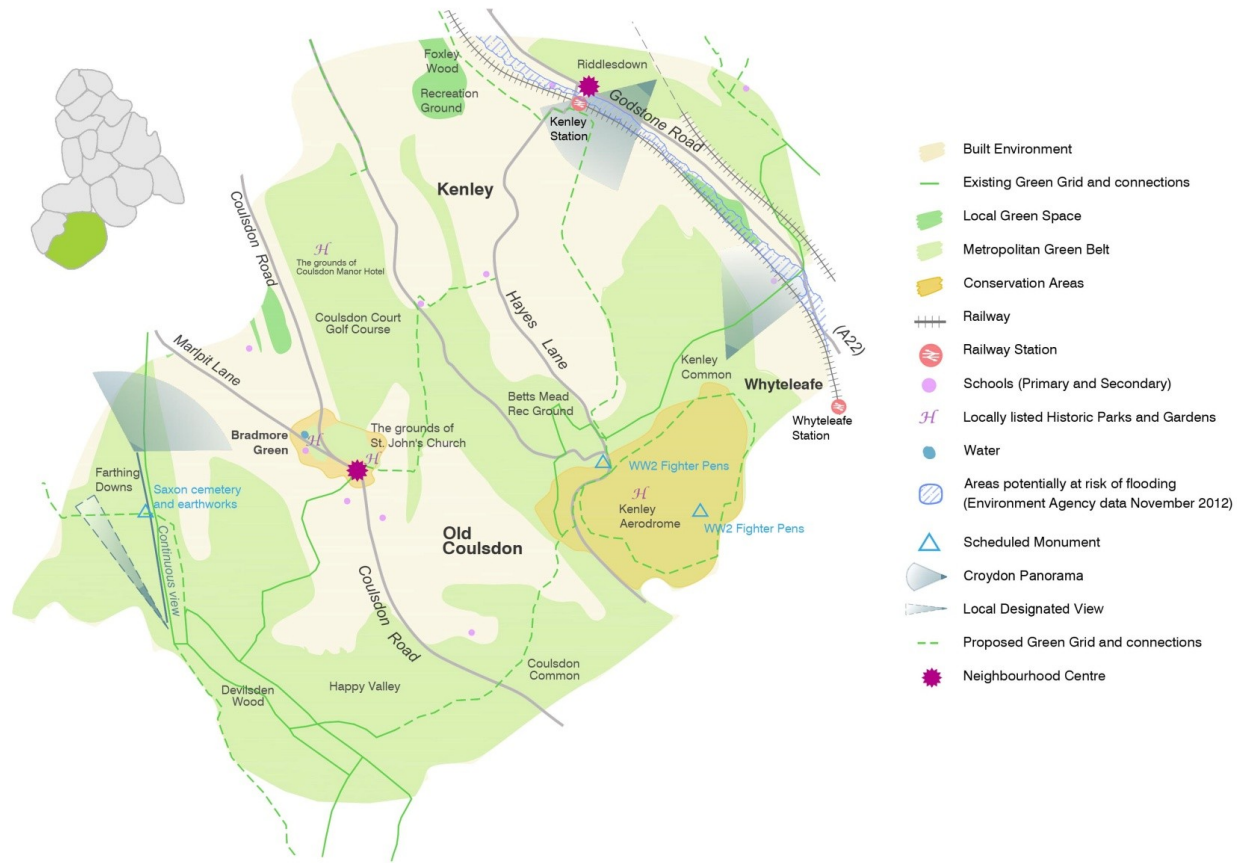 Foxley
Wood
Recreation
Ground
Riddlesdown
Kenley
Station
Godstone Road
Kenley
Coulsdon Road
H
The grounds of
Coulsdon Manor Hotel
Coulsdon Court
Golf Course
Hayes Lane
(A22)
Marlpit Lane
Kenley
Common
Whyteleafe
Whyteleafe
Station
Betts Mead
Rec Ground
Bradmore
Green
H
The grounds of
St. John's Church
H
WW2 Fighter Pens
Farthing
Downs
Saxon cemetery
and earthworks
H
Kenley
Aerodrome
WW2 Fighter Pens
Old
Coulsdon
Continuous view
Coulsdon Road
Coulsdon
Common
Devilsden
Wood
Happy Valley
Built Environment
Existing Green Grid and connections
Local Green Space
Metropolitan Green Belt
Conservation Areas
Railway
Railway Station
Schools (Primary and Secondary)
H Locally listed Historic Parks and Gardens
Water
Areas potentially at risk of flooding
(Environment Agency data November 2012)
Scheduled Monument
Croydon Panorama
Local Designated View
Proposed Green Grid and connections
Neighbourhood Centre